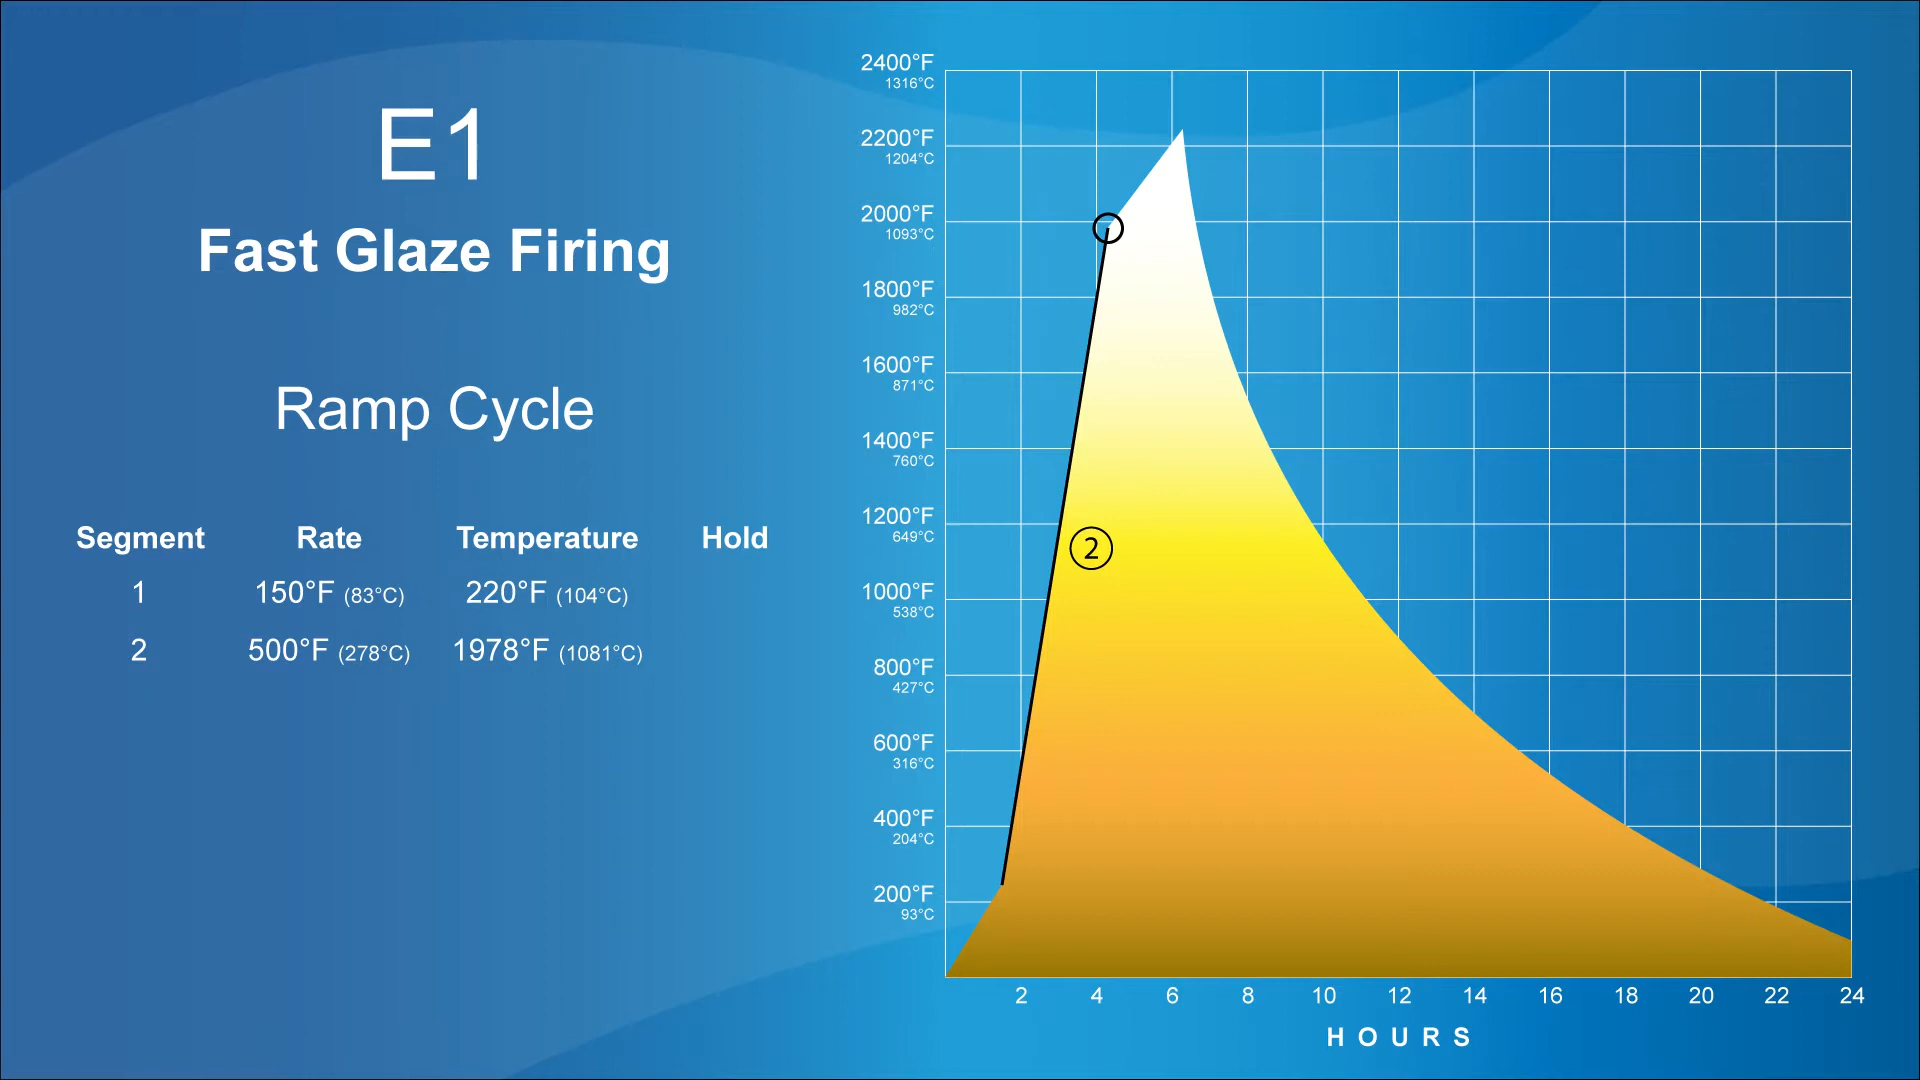 E1
Fast Glaze Firing
Ramp Cycle
Segment Rate Temperature Hold
1 150°F (83°C) 220°F (104°C)
2 500°F (278°C) 1978°F (1081°C)
2400°F
1316°C
2200°F
1204°C
2000°F
1093°C
1800°F
982°C
1600°F
871°C
1400°F
760°C
1200°F
649°C
1000°F
538°C
800°F
427°C
600°F
316°C
400°F
204°C
200°F
93°C
2
2 4 6 8 10 12 14 16 18 20 22 24
HOURS